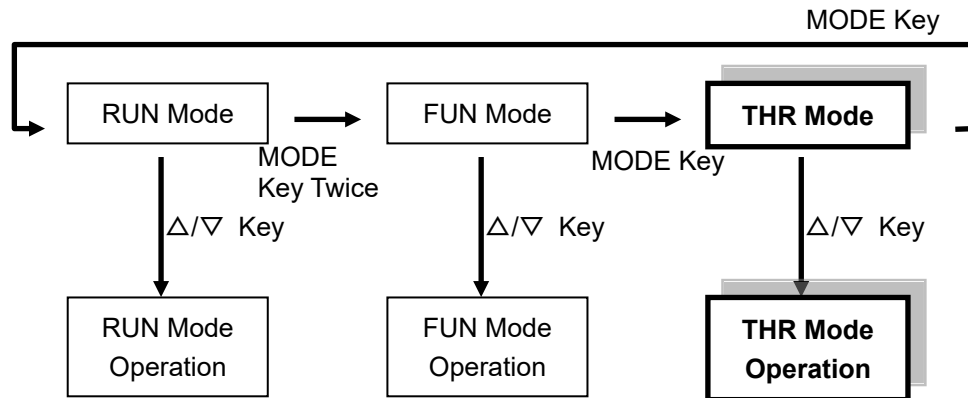 MODE Key
RUN Mode
FUN Mode
THR Mode
MODE
Key Twice
MODE Key
△/▽ Key
△/▽ Key
△/▽ Key
RUN Mode
Operation
FUN Mode
Operation
THR Mode
Operation